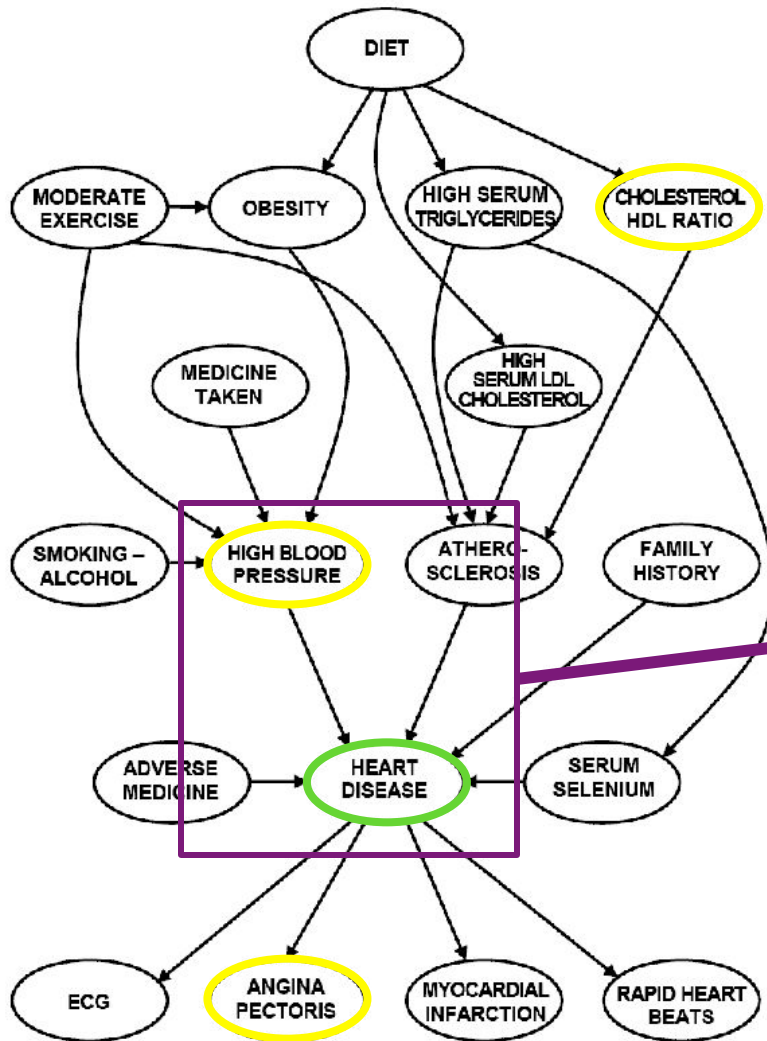 DIET
MODERATE
EXERCISE
OBESITY
HIGH SERUM
TRIGLYCERIDES
CHOLESTEROL
HDL RATIO
MEDICINE
TAKEN
HIGH
SERUM LDL
CHOLESTEROL
SMOKING –
ALCOHOL
HIGH BLOOD
PRESSURE
ATHERO-
SCLEROSIS
FAMILY
HISTORY
ADVERSE
MEDICINE
HEART
DISEASE
SERUM
SELENIUM
ECG
ANGINA
PECTORIS
MYOCARDIAL
INFARCTION
RAPID HEART
BEATS